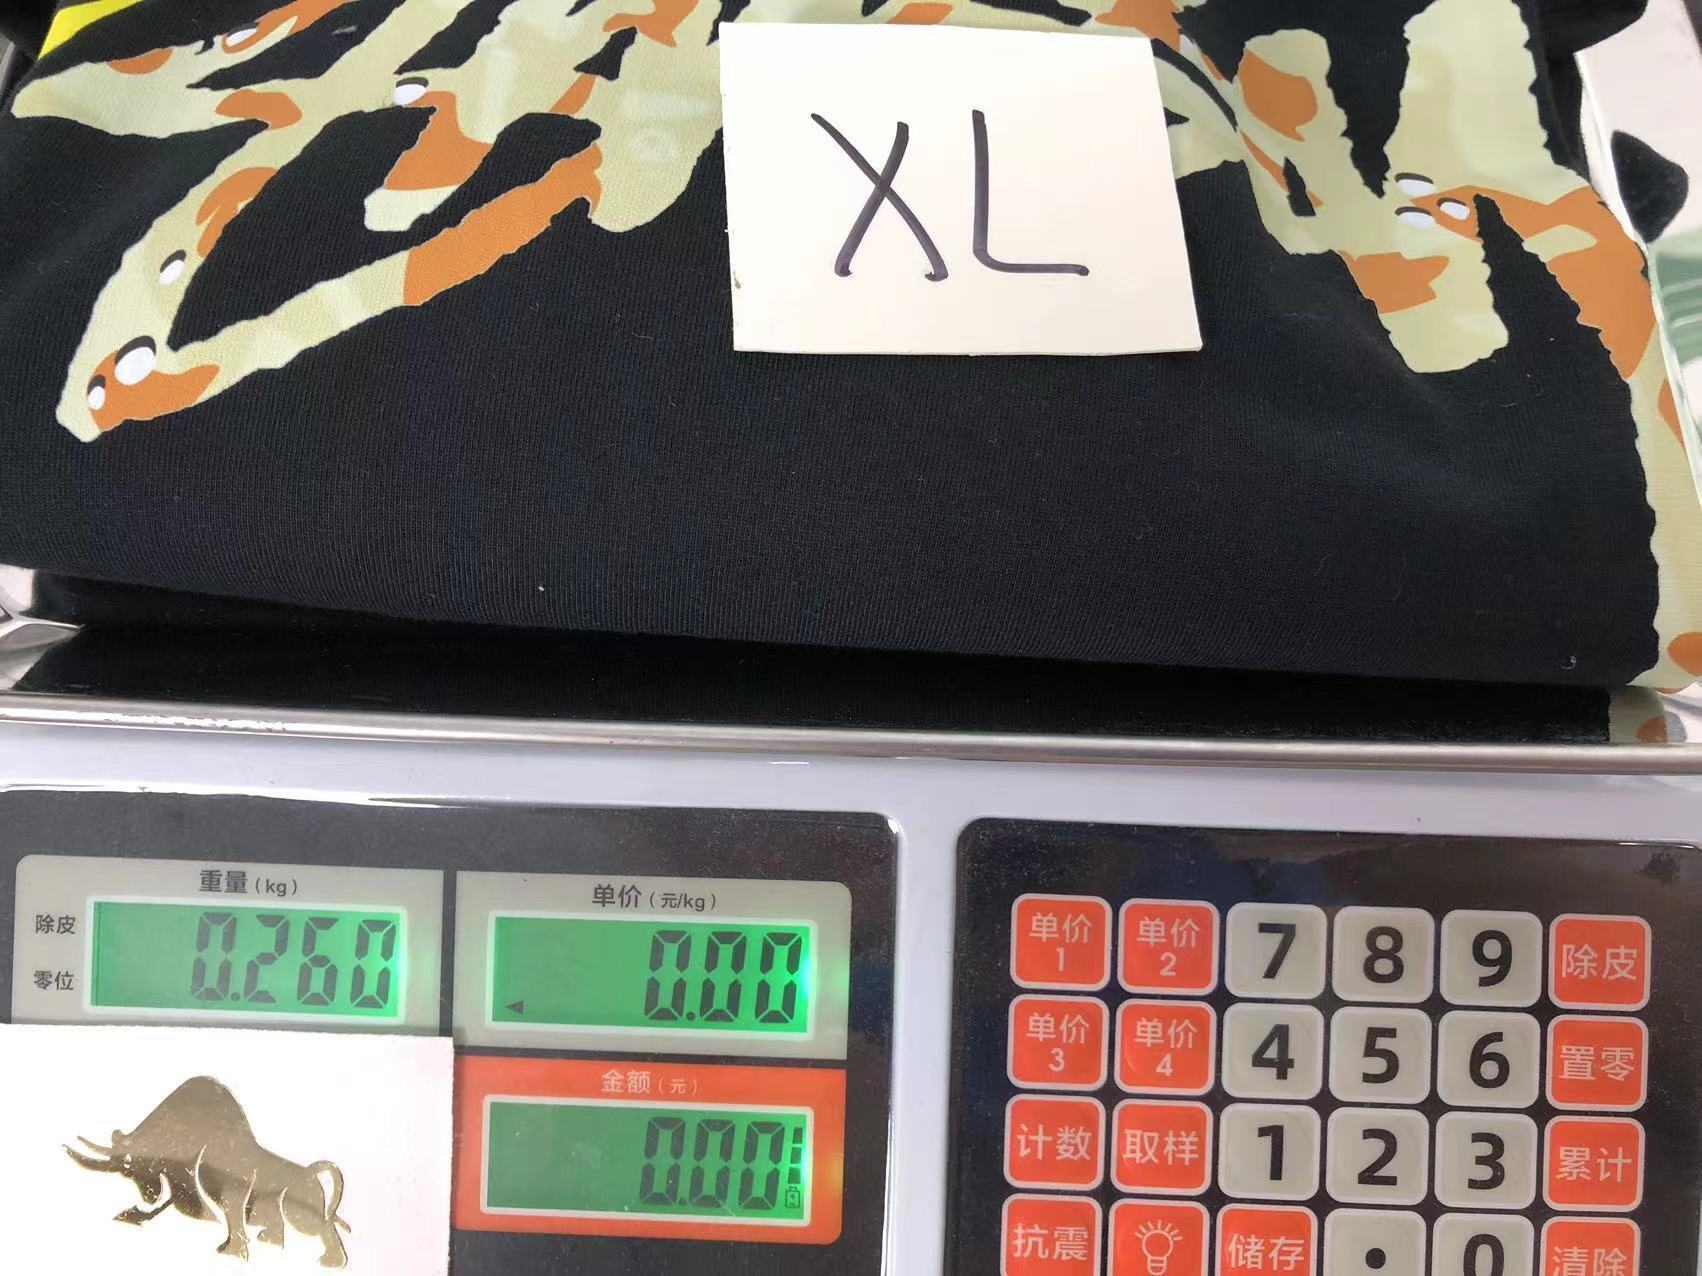 XL
重量(kg)
除皮
零位
0.260
单价(元/kg)
0.00
金额(元)
0.00
单价1 单价2 7 8 9 除皮
单价3 单价4 4 5 6 置零
计数 取样 1 2 3 累计
抗震 储存 . 0 清除